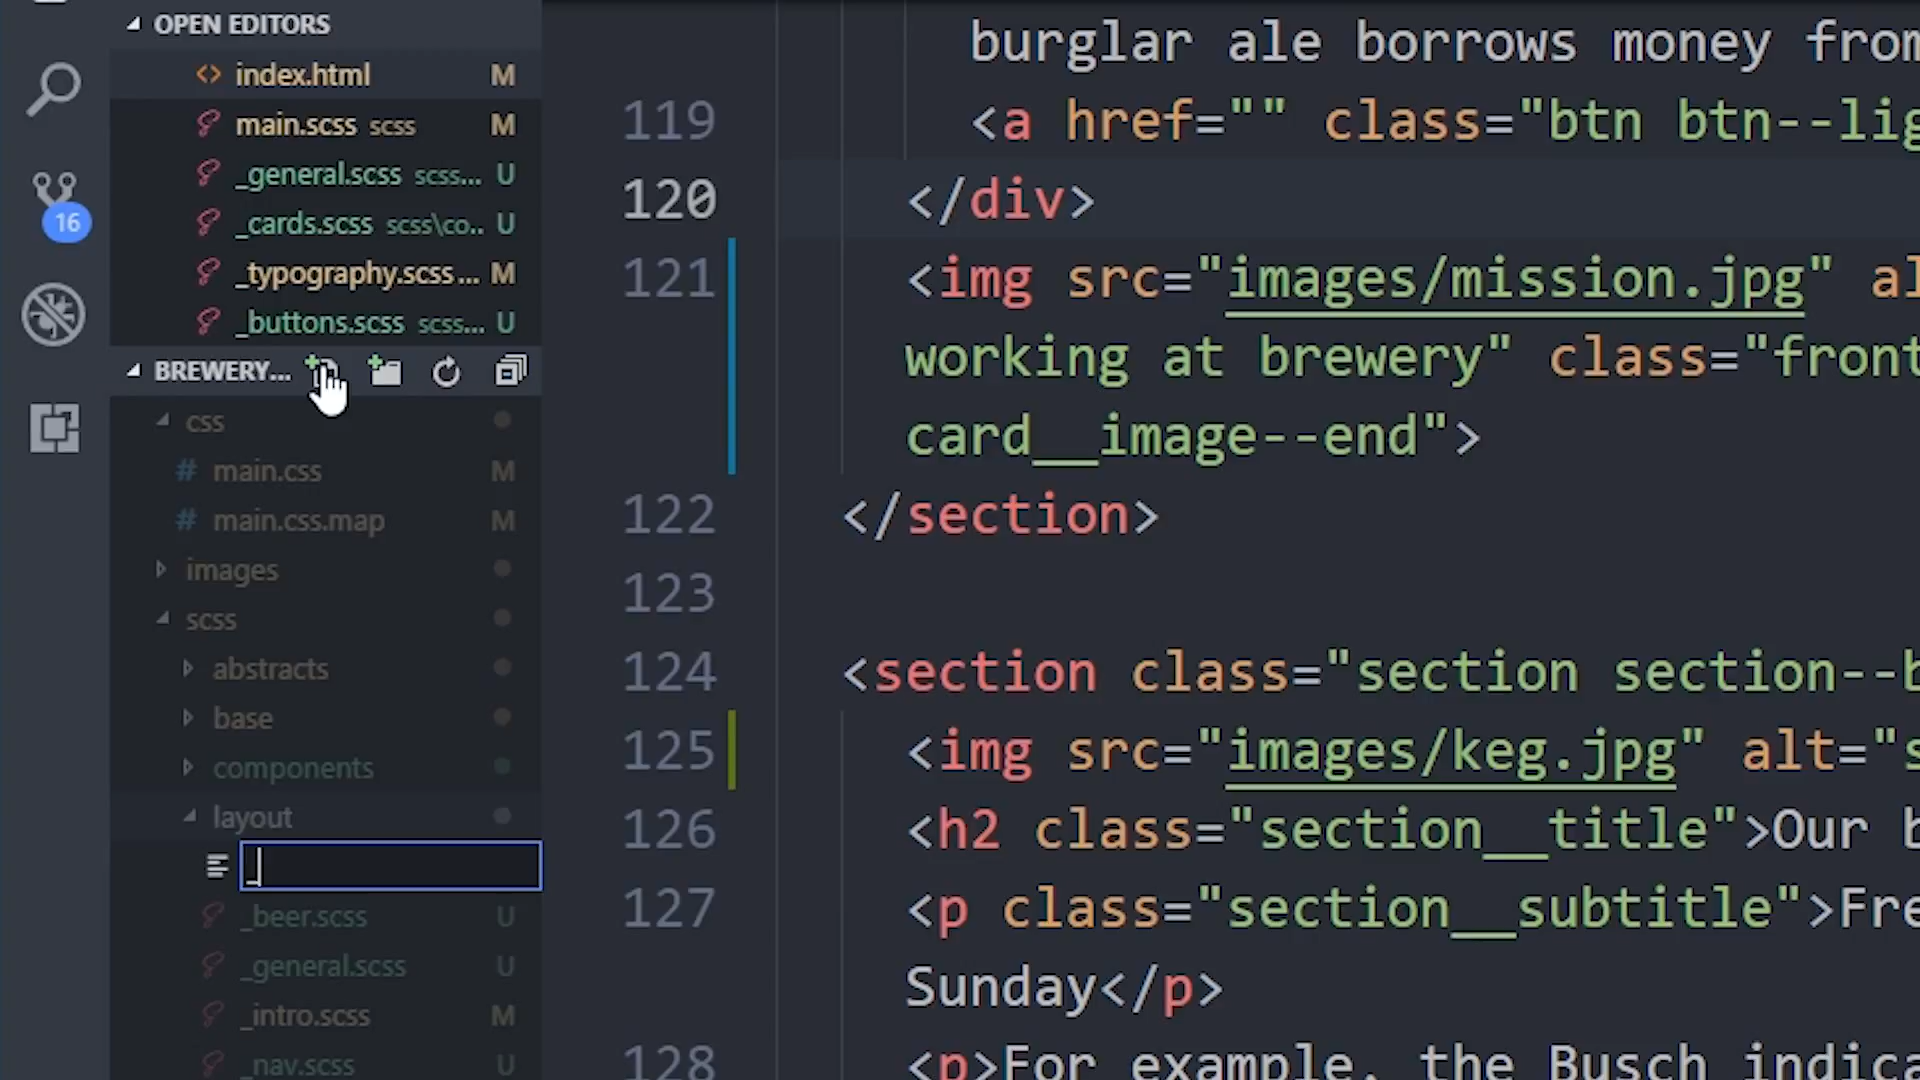 OPEN EDITORS
index.html M
main.scss scss M
_general.scss scss... U
_cards.scss scss\co.. U
_typography.scss... M
_buttons.scss scss... U
16
BREWERY...
css
# main.css M
# main.css.map M
images
scss
abstracts
base
components
layout
_
_beer.scss U
_general.scss U
_intro.scss M
_nav.scss U
burglar ale borrows money from
119 <a href="" class="btn btn--lig
120 </div>
121 <img src="images/mission.jpg" al
working at brewery" class="front
card__image--end">
122 </section>
123
124 <section class="section section--b
125 <img src="images/keg.jpg" alt="s
126 <h2 class="section__title">Our b
127 <p class="section__subtitle">Fre
Sunday</p>
128 <p>For example, the Busch indica